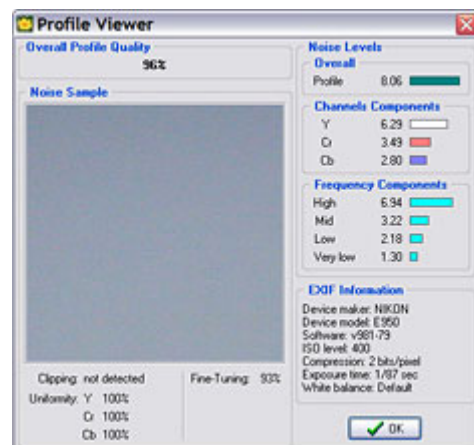 Profile Viewer
Overall Profile Quality
96%
Noise Sample
Clipping: not detected
Uniformity: Y 100%
Cr 100%
Cb 100%
Fine-Tuning: 93%
Noise Levels
Overall
Profile 8.06
Channels Components
Y 6.29
Cr 3.49
Cb 2.80
Frequency Components
High 6.94
Mid 3.22
Low 2.18
Very low 1.30
EXIF Information
Device maker: NIKON
Device model: E950
Software: v981-79
ISO level: 400
Compression: 2 bits/pixel
Exposure time: 1/87 sec
White balance: Default
OK